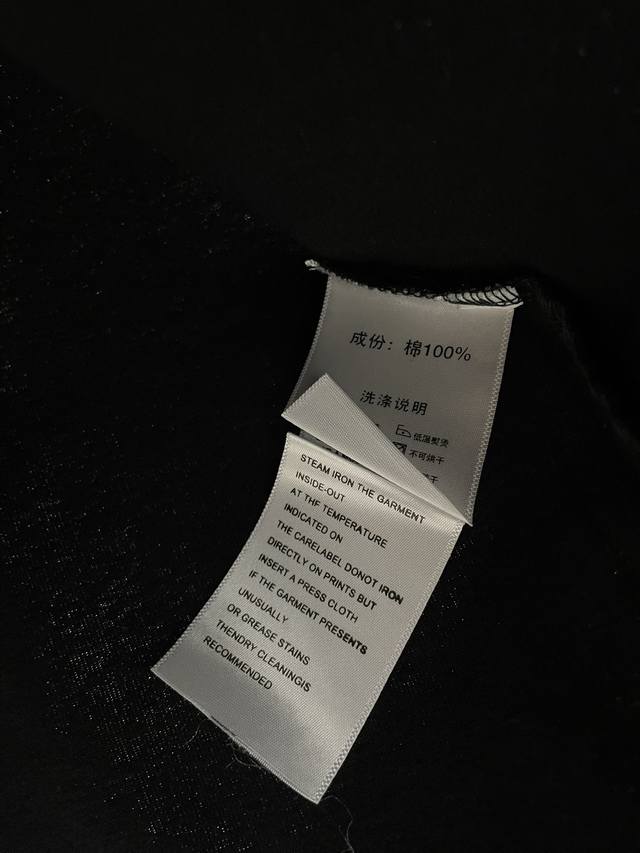 成份：棉100%
洗涤说明
低温熨烫
不可烘干
干
STEAM IRON THE GARMENT
INSIDE-OUT
AT THE TEMPERATURE
INDICATED ON
THE CARELABEL DONOT IRON
DIRECTLY ON PRINTS BUT
INSERT A PRESS CLOTH
IF THE GARMENT PRESENTS
UNUSUALLY
OR GREASE STAINS
THENDRY CLEANINGIS
RECOMMENDED